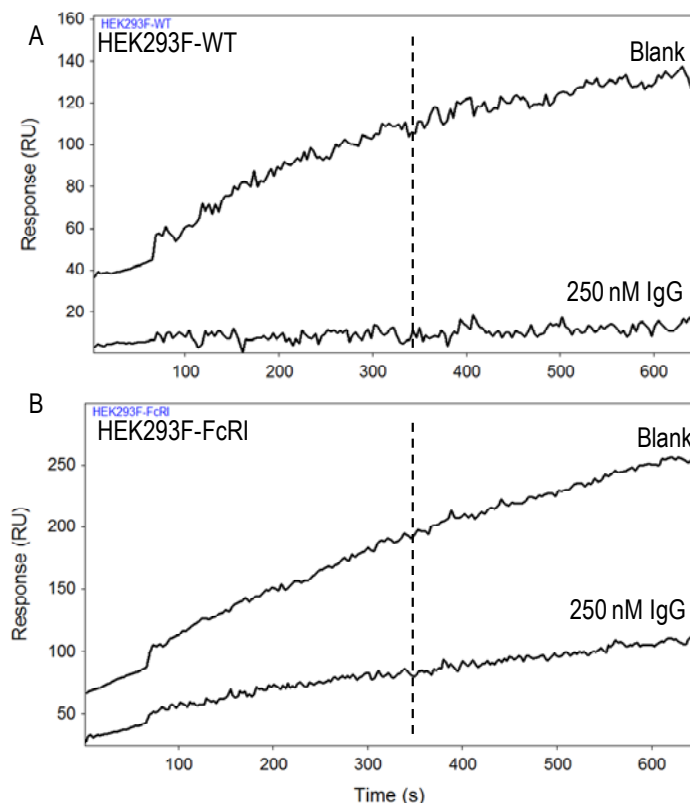 A
HEK293F-WT
HEK293F-WT
Blank
250 nM IgG
Response (RU)
160
140
120
100
80
60
40
20
100
200
300
400
500
600
B
HEK293F-FcRI
HEK293F-FcRI
Blank
250 nM IgG
Response (RU)
250
200
150
100
50
100
200
300
400
500
600
Time (s)